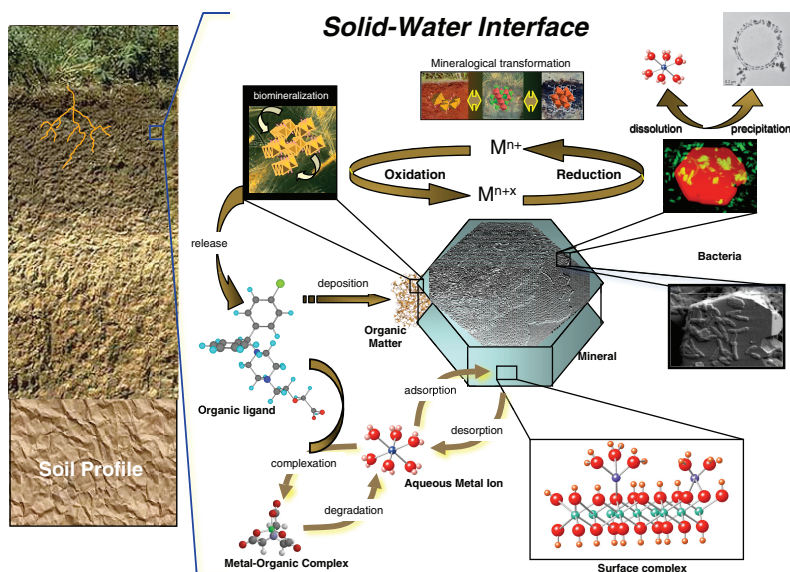 Solid-Water Interface
Mineralogical transformation
biomineralization
dissolution
precipitation
Mⁿ⁺
Oxidation
Reduction
Mⁿ⁺ˣ
release
Bacteria
deposition
Organic
Matter
Mineral
Organic ligand
adsorption
desorption
complexation
Aqueous Metal Ion
Soil Profile
degradation
Metal-Organic Complex
Surface complex